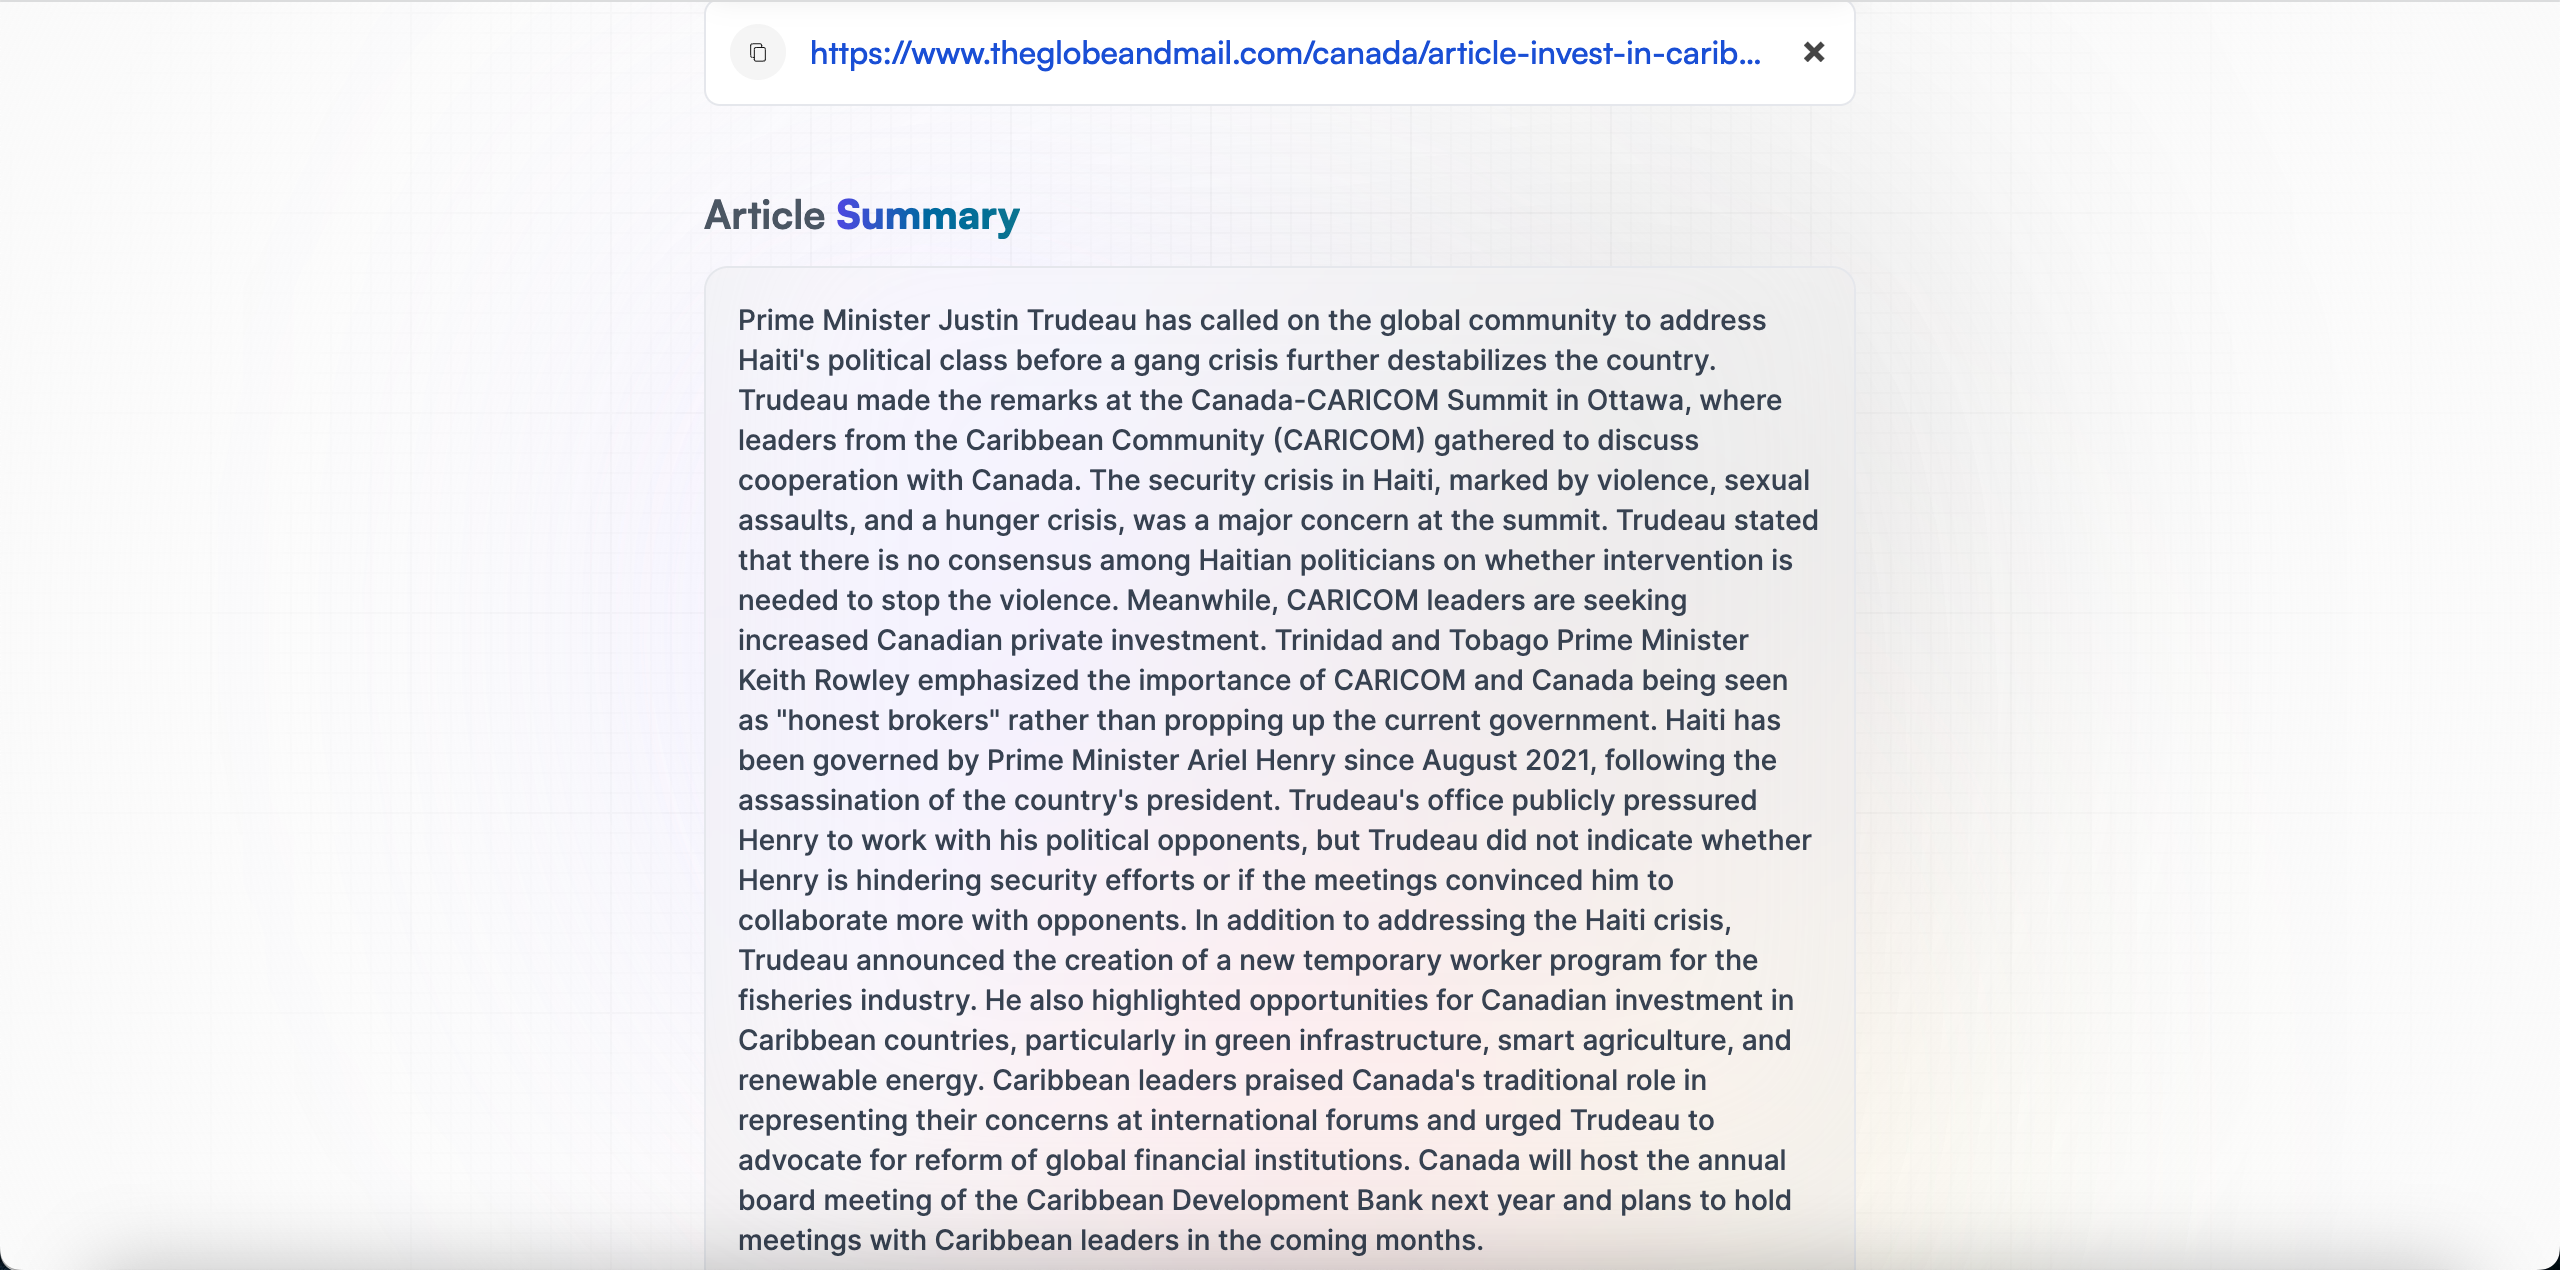 https://www.theglobeandmail.com/canada/article-invest-in-carib...
Article Summary
Prime Minister Justin Trudeau has called on the global community to address
Haiti's political class before a gang crisis further destabilizes the country.
Trudeau made the remarks at the Canada-CARICOM Summit in Ottawa, where
leaders from the Caribbean Community (CARICOM) gathered to discuss
cooperation with Canada. The security crisis in Haiti, marked by violence, sexual
assaults, and a hunger crisis, was a major concern at the summit. Trudeau stated
that there is no consensus among Haitian politicians on whether intervention is
needed to stop the violence. Meanwhile, CARICOM leaders are seeking
increased Canadian private investment. Trinidad and Tobago Prime Minister
Keith Rowley emphasized the importance of CARICOM and Canada being seen
as "honest brokers" rather than propping up the current government. Haiti has
been governed by Prime Minister Ariel Henry since August 2021, following the
assassination of the country's president. Trudeau's office publicly pressured
Henry to work with his political opponents, but Trudeau did not indicate whether
Henry is hindering security efforts or if the meetings convinced him to
collaborate more with opponents. In addition to addressing the Haiti crisis,
Trudeau announced the creation of a new temporary worker program for the
fisheries industry. He also highlighted opportunities for Canadian investment in
Caribbean countries, particularly in green infrastructure, smart agriculture, and
renewable energy. Caribbean leaders praised Canada's traditional role in
representing their concerns at international forums and urged Trudeau to
advocate for reform of global financial institutions. Canada will host the annual
board meeting of the Caribbean Development Bank next year and plans to hold
meetings with Caribbean leaders in the coming months.